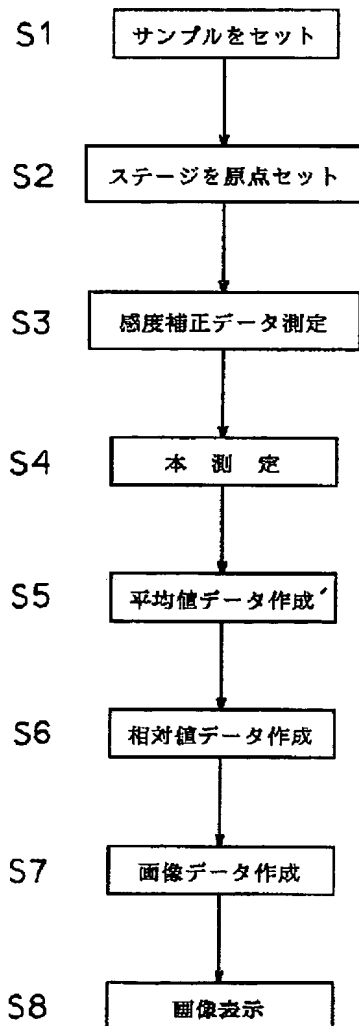 S1 サンプルをセット
S2 ステージを原点セット
S3 感度補正データ測定
S4 本 測 定
S5 平均値データ作成
S6 相対値データ作成
S7 画像データ作成
S8 画像表示